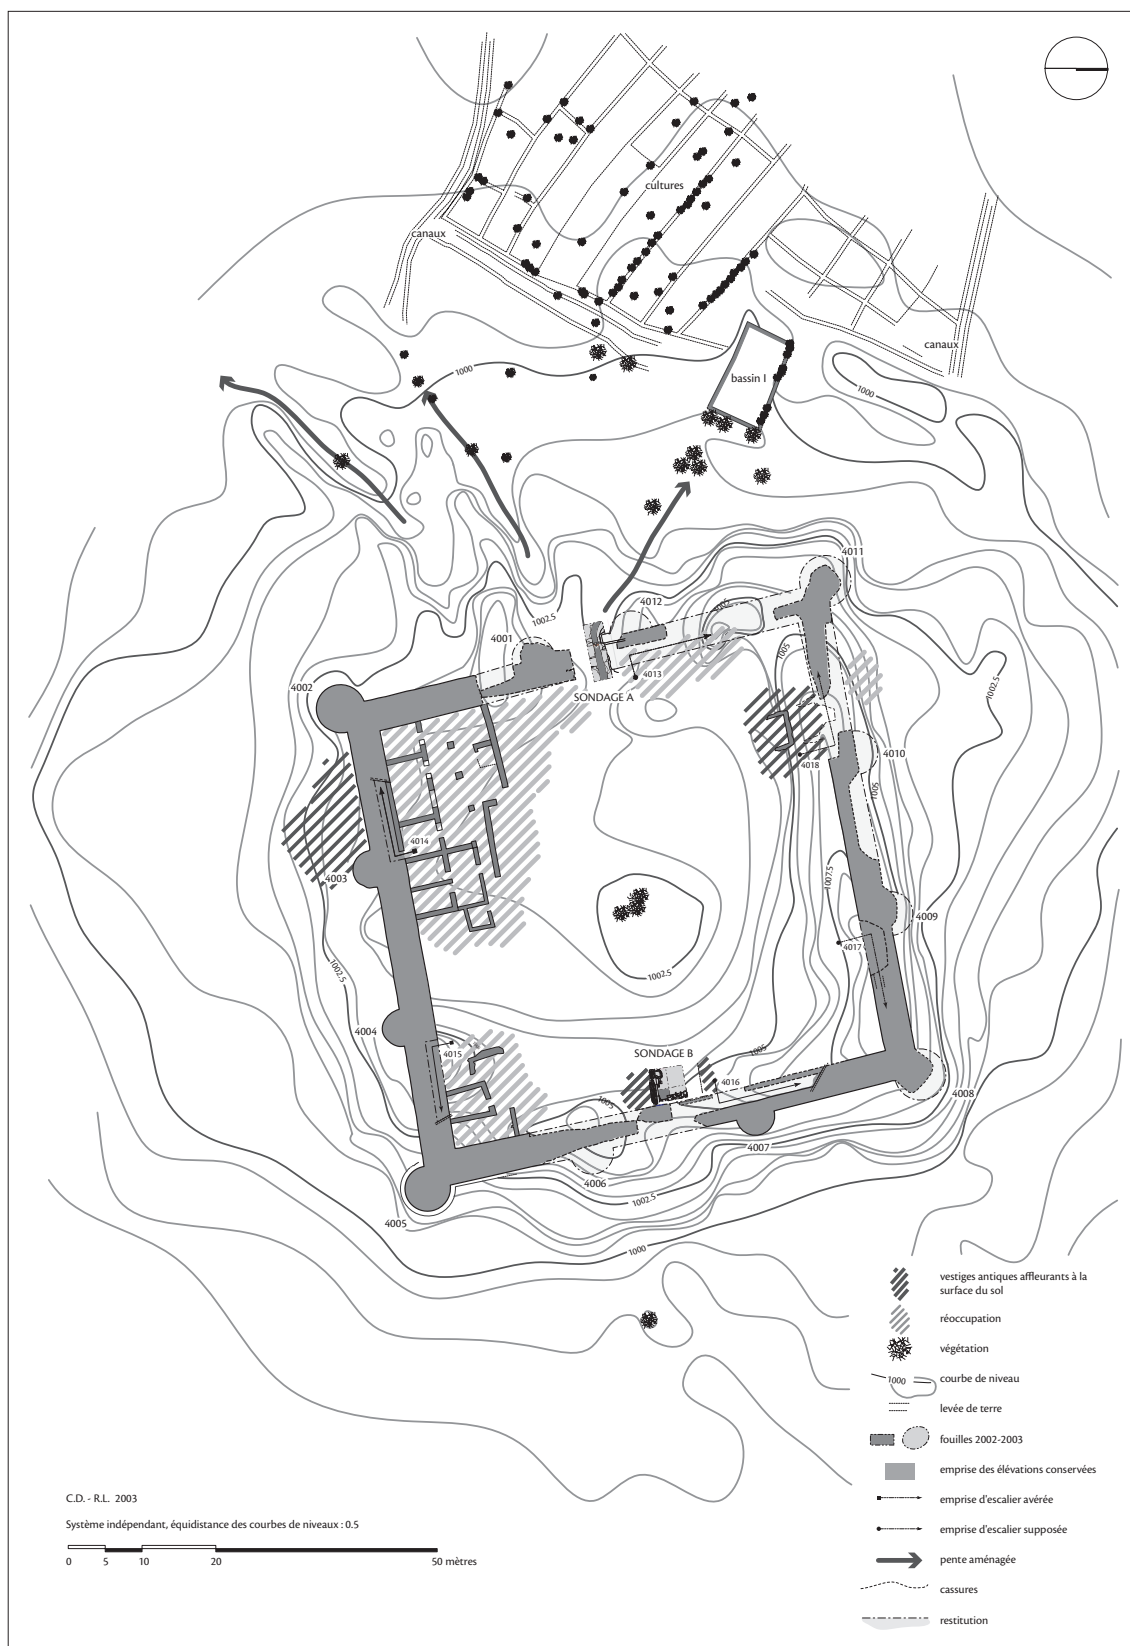 cultures
canaux
canaux
bassin I
1000
1000
4011
4012
1005
1002.5
4001
4013
1005
4002
SONDAGE A
1002.5
4018
4010
1005
4014
4003
1007.5
4009
4017
1002.5
1002.5
4004
4015
SONDAGE B
1005
4016
4008
1005
4007
4006
1002.5
4005
1000
vestiges antiques affleurants à la
surface du sol
réoccupation
végétation
1000
courbe de niveau
levée de terre
fouilles 2002-2003
emprise des élévations conservées
C.D. - R.L. 2003
emprise d'escalier avérée
Système indépendant, équidistance des courbes de niveaux : 0.5
emprise d'escalier supposée
0 5 10 20 50 mètres
pente aménagée
cassures
restitution